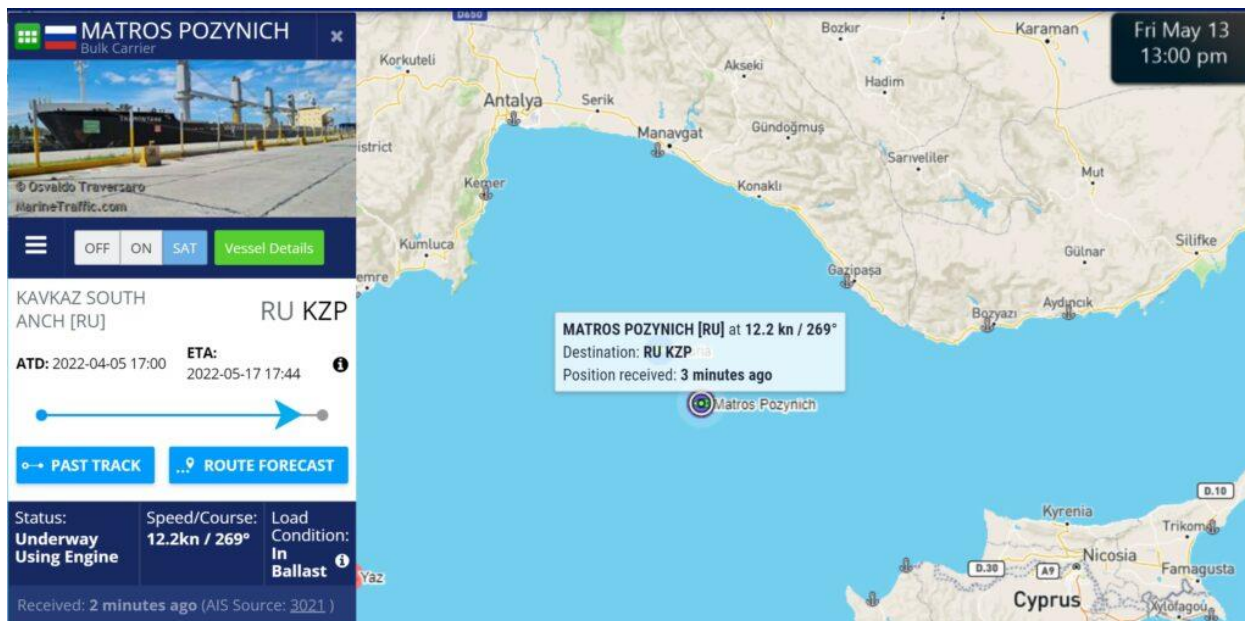 MATROS POZYNICH
Bulk Carrier
© Osvaldo Traversaro
MarineTraffic.com
OFF
ON
SAT
Vessel Details
KAVKAZ SOUTH
ANCH [RU]
RU KZP
ATD: 2022-04-05 17:00
ETA:
2022-05-17 17:44
PAST TRACK
ROUTE FORECAST
Status:
Underway
Using Engine
Speed/Course:
12.2kn / 269°
Load
Condition:
In
Ballast
Received: 2 minutes ago (AIS Source: 3021 )
Fri May 13
13:00 pm
D650
Bozkır
Karaman
Korkuteli
Akseki
Hadim
Antalya
Serik
Manavgat
Gündoğmuş
istrict
Sarıveliler
Mut
Kemer
Konaklı
Kumluca
Gülnar
Silifke
emre
Gazipaşa
Bozyazı
Aydıncık
MATROS POZYNICH [RU] at 12.2 kn / 269°
Destination: RU KZP
Position received: 3 minutes ago
Matros Pozynich
D.10
Kyrenia
Trikomo
D.30
A9
Nicosia
Famagusta
Yaz
Cyprus
Xylofagou